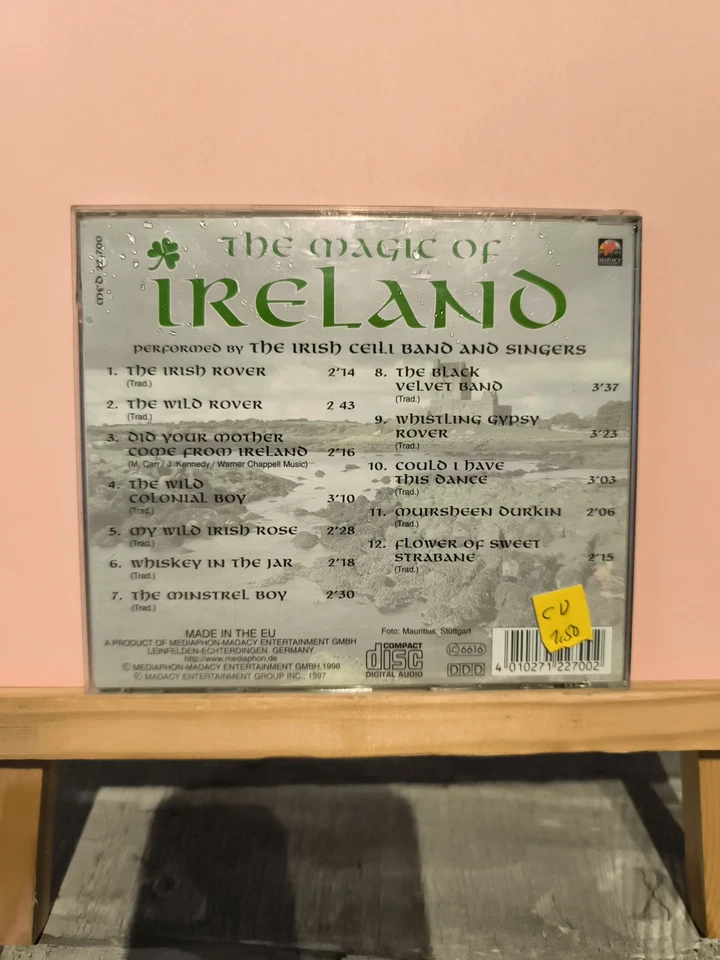 MED 22.700
THE MAGIC OF
IRELAND
MADACY
PERFORMED BY THE IRISH CEILI BAND AND SINGERS
1. THE IRISH ROVER 2'14
(Trad.)
2. THE WILD ROVER 2 43
(Trad.)
3. DID YOUR MOTHER
COME FROM IRELAND 2'16
(M. Carr / J. Kennedy / Warner Chappell Music)
4. THE WILD
COLONIAL BOY 3'10
(Trad.)
5. MY WILD IRISH ROSE 2'28
(Trad.)
6. WHISKEY IN THE JAR 2'18
(Trad.)
7. THE MINSTREL BOY 2'30
(Trad.)
8. THE BLACK
VELVET BAND 3'37
(Trad.)
9. WHISTLING GYPSY
ROVER 3'23
(Trad.)
10. COULD I HAVE
THIS DANCE 3'03
(Trad.)
11. MUIRSHEEN DURKIN 2'06
(Trad.)
12. FLOWER OF SWEET
STRABANE 2'15
(Trad.)
MADE IN THE EU
A PRODUCT OF MEDIAPHON-MADACY ENTERTAINMENT GMBH
LEINFELDEN-ECHTERDINGEN, GERMANY
http://www.mediaphon.de
© MEDIAPHON-MADACY ENTERTAINMENT GMBH, 1998
℗ MADACY ENTERTAINMENT GROUP INC., 1997
Foto: Mauritius, Stuttgart
COMPACT
disc
DIGITAL AUDIO
LC 6616
DDD
CD
1.50
4 010271 227002